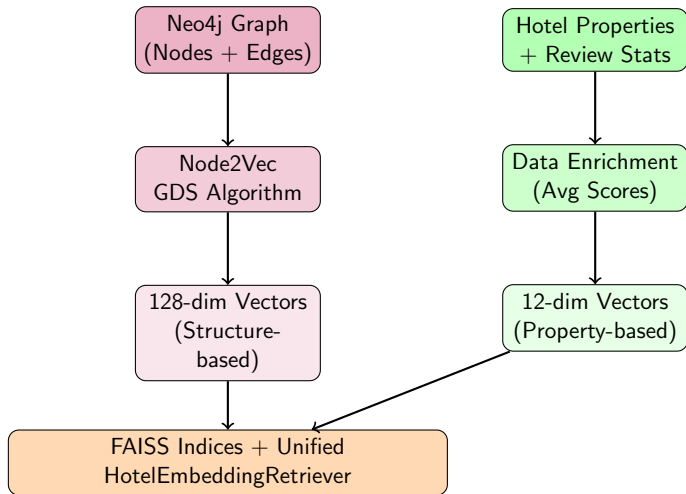 Neo4j Graph
(Nodes + Edges)
Hotel Properties
+ Review Stats
Node2Vec
GDS Algorithm
Data Enrichment
(Avg Scores)
128-dim Vectors
(Structure-
based)
12-dim Vectors
(Property-based)
FAISS Indices + Unified
HotelEmbeddingRetriever